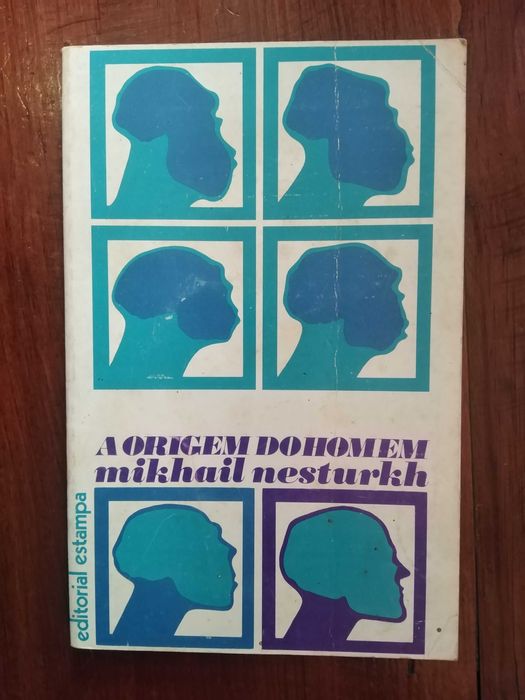 A ORIGEM DO HOMEM
mikhail nesturkh
editorial estampa